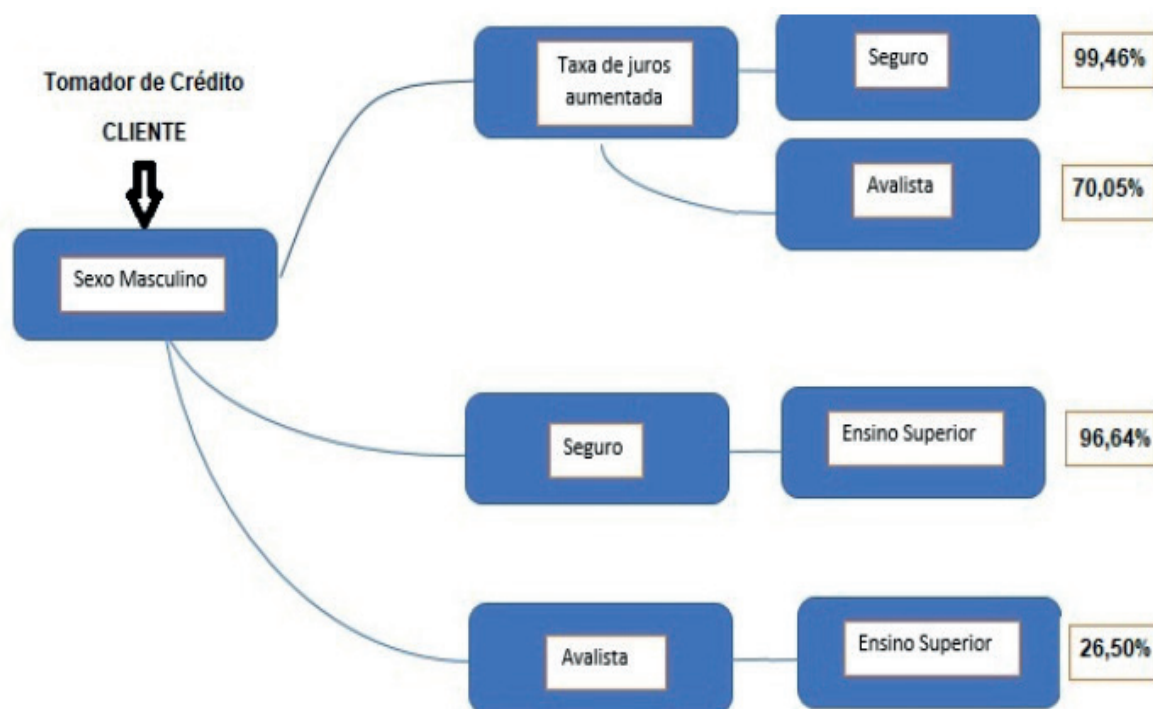 Tomador de Crédito
CLIENTE
Sexo Masculino
Taxa de juros
aumentada
Seguro
99,46%
Avalista
70,05%
Seguro
Ensino Superior
96,64%
Avalista
Ensino Superior
26,50%